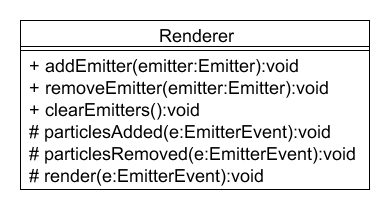 Renderer
+ addEmitter(emitter:Emitter):void
+ removeEmitter(emitter:Emitter):void
+ clearEmitters():void
# particlesAdded(e:EmitterEvent):void
# particlesRemoved(e:EmitterEvent):void
# render(e:EmitterEvent):void